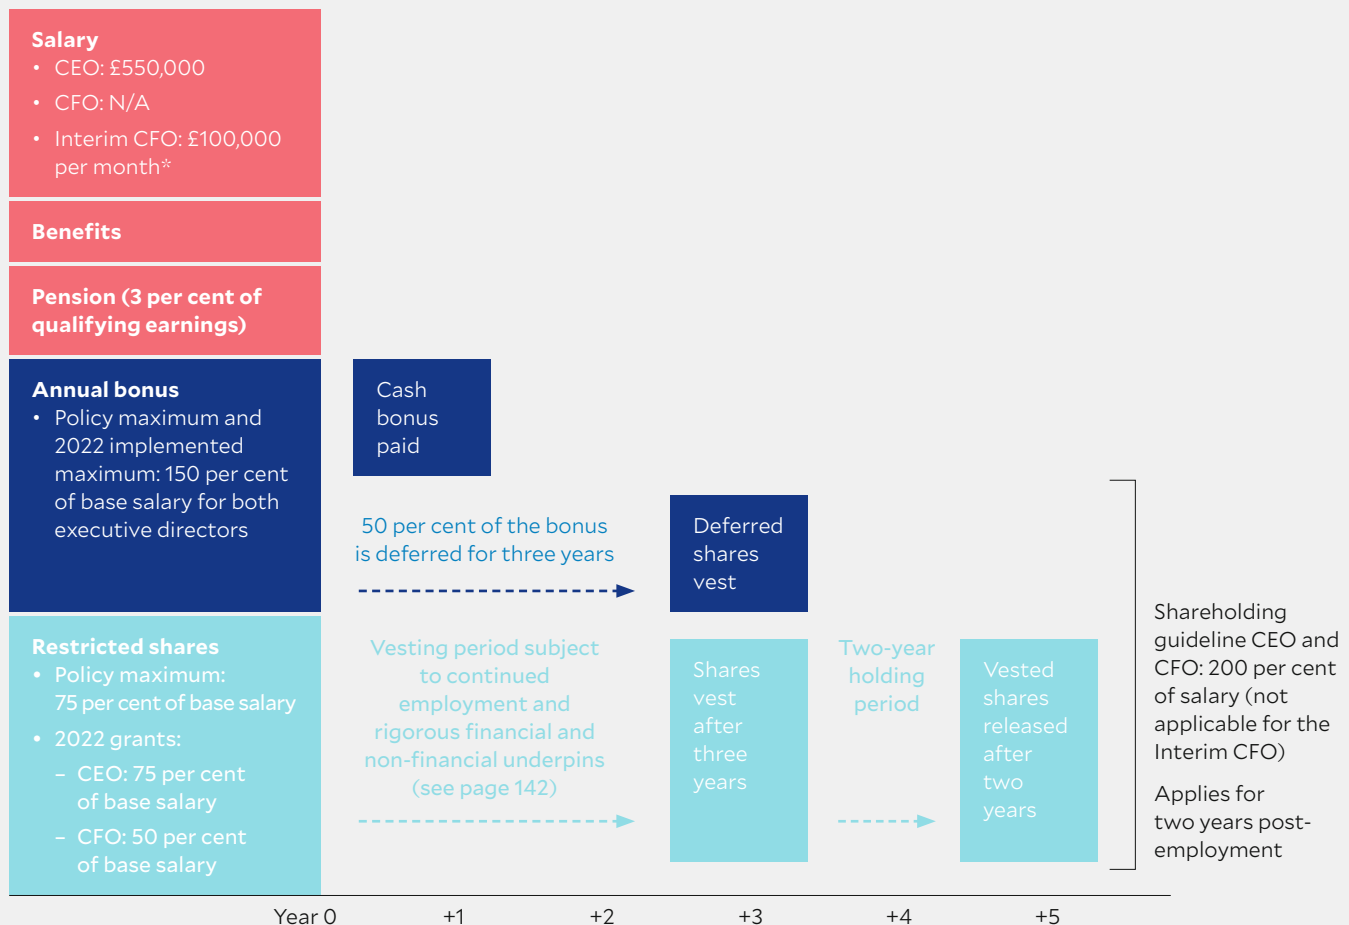 Salary
• CEO: £550,000
• CFO: N/A
• Interim CFO: £100,000
per month*
Benefits
Pension (3 per cent of
qualifying earnings)
Annual bonus
• Policy maximum and
2022 implemented
maximum: 150 per cent
of base salary for both
executive directors
Cash
bonus
paid
50 per cent of the bonus
is deferred for three years
Deferred
shares
vest
Restricted shares
• Policy maximum:
75 per cent of base salary
• 2022 grants:
– CEO: 75 per cent
of base salary
– CFO: 50 per cent
of base salary
Vesting period subject
to continued
employment and
rigorous financial and
non-financial underpins
(see page 142)
Shares
vest
after
three
years
Two-year
holding
period
Vested
shares
released
after
two
years
Shareholding
guideline CEO and
CFO: 200 per cent
of salary (not
applicable for the
Interim CFO)
Applies for
two years post-
employment
Year 0
+1
+2
+3
+4
+5